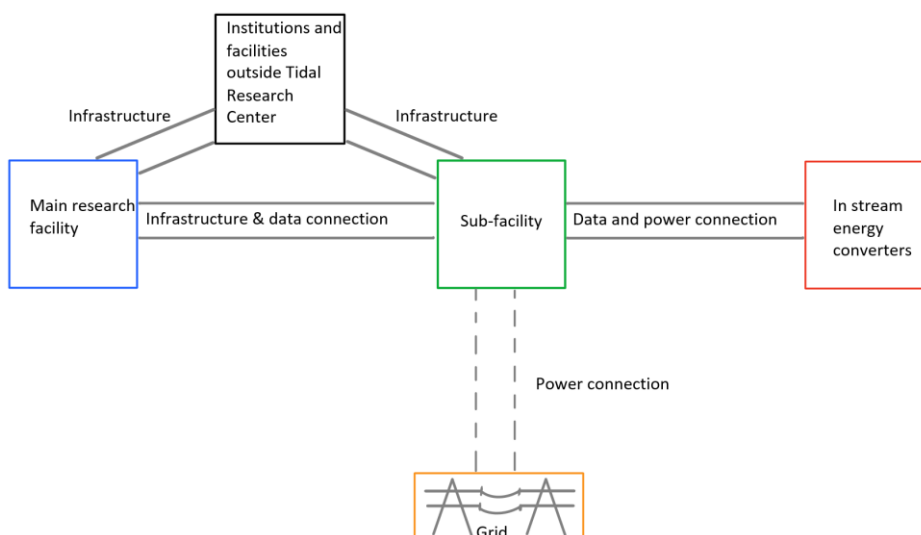 Institutions and
facilities
outside Tidal
Research
Center
Infrastructure
Infrastructure
Main research
facility
Infrastructure & data connection
Sub-facility
Data and power connection
In stream
energy
converters
Power connection
Grid